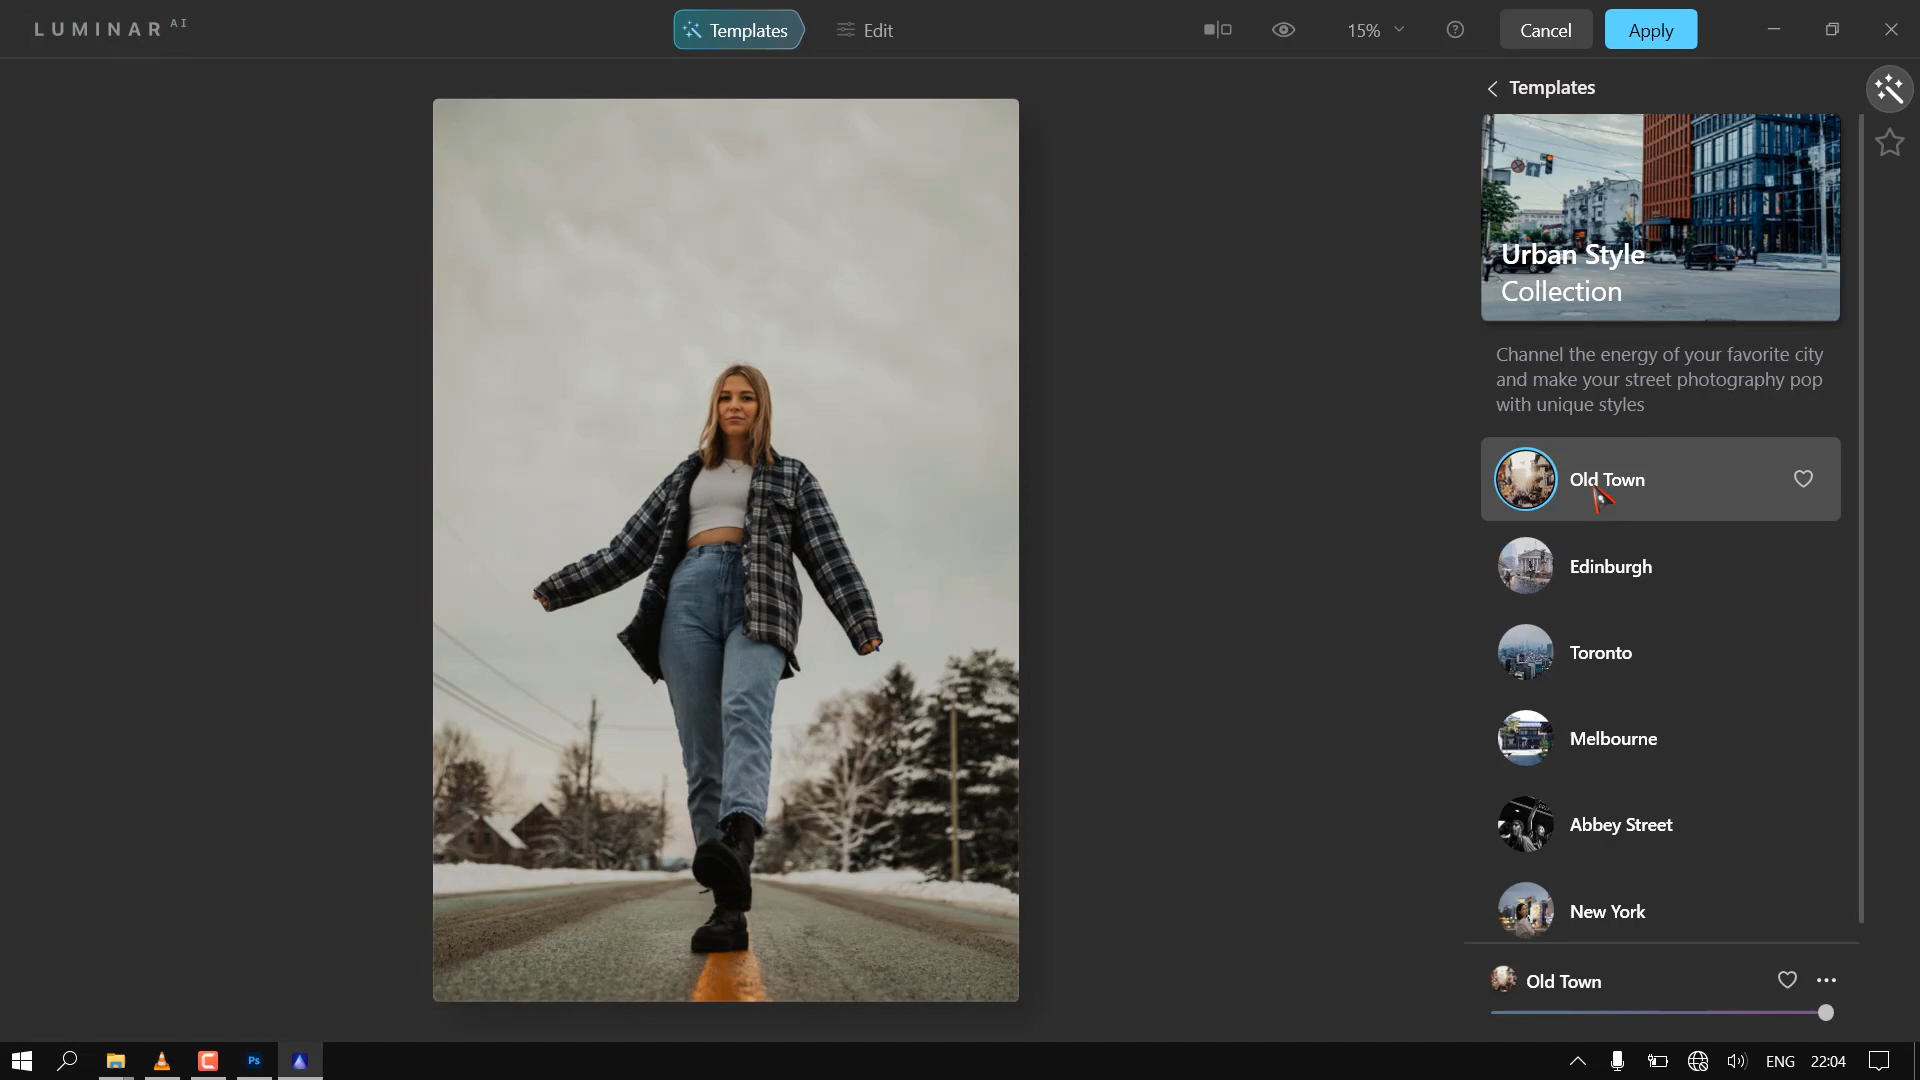 LUMINAR AI
Templates
Edit
15%
Cancel
Apply
Templates
Urban Style
Collection
Channel the energy of your favorite city
and make your street photography pop
with unique styles
Old Town
Edinburgh
Toronto
Melbourne
Abbey Street
New York
Old Town
Ps
ENG
22:04